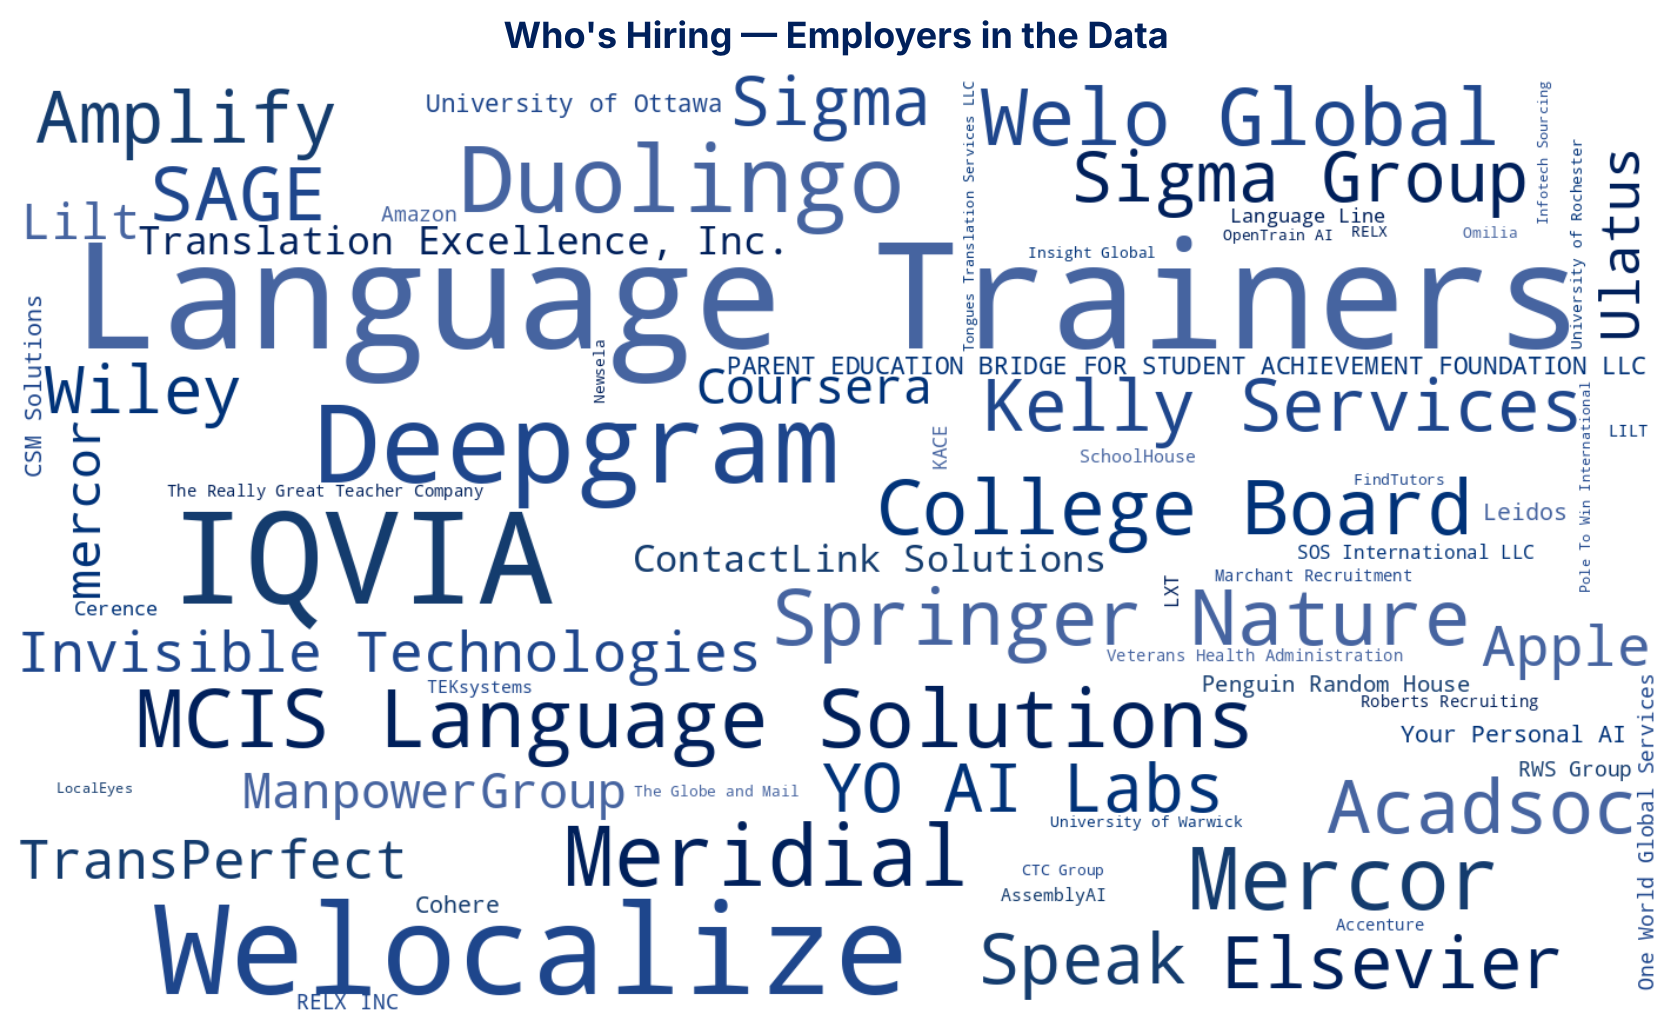 Who's Hiring — Employers in the Data
Amplify
University of Ottawa
Sigma
Tongues Translation Services LLC
Welo Global
Infotech Sourcing
SAGE
Duolingo
Sigma Group
University of Rochester
Ulatus
Lilt
Amazon
Language Line
OpenTrain AI
RELX
Omilia
Translation Excellence, Inc.
Insight Global
Language Trainers
CSM Solutions
Newsela
PARENT EDUCATION BRIDGE FOR STUDENT ACHIEVEMENT FOUNDATION LLC
Wiley
Coursera
Kelly Services
Pole To Win International
LILT
mercor
Deepgram
KACE
SchoolHouse
The Really Great Teacher Company
College Board
FindTutors
Leidos
IQVIA
ContactLink Solutions
SOS International LLC
LXT
Marchant Recruitment
Cerence
Springer Nature
Invisible Technologies
Veterans Health Administration
Apple
TEKsystems
Penguin Random House
Roberts Recruiting
One World Global Services
MCIS Language Solutions
Your Personal AI
LocalEyes
ManpowerGroup
The Globe and Mail
YO AI Labs
RWS Group
University of Warwick
Acadsoc
TransPerfect
Meridial
CTC Group
Mercor
AssemblyAI
Cohere
Accenture
Welocalize
Speak
Elsevier
RELX INC